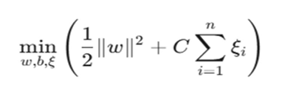 min_{w,b,ξ} ( 1/2 ‖w‖² + C ∑_{i=1}^{n} ξ_i )